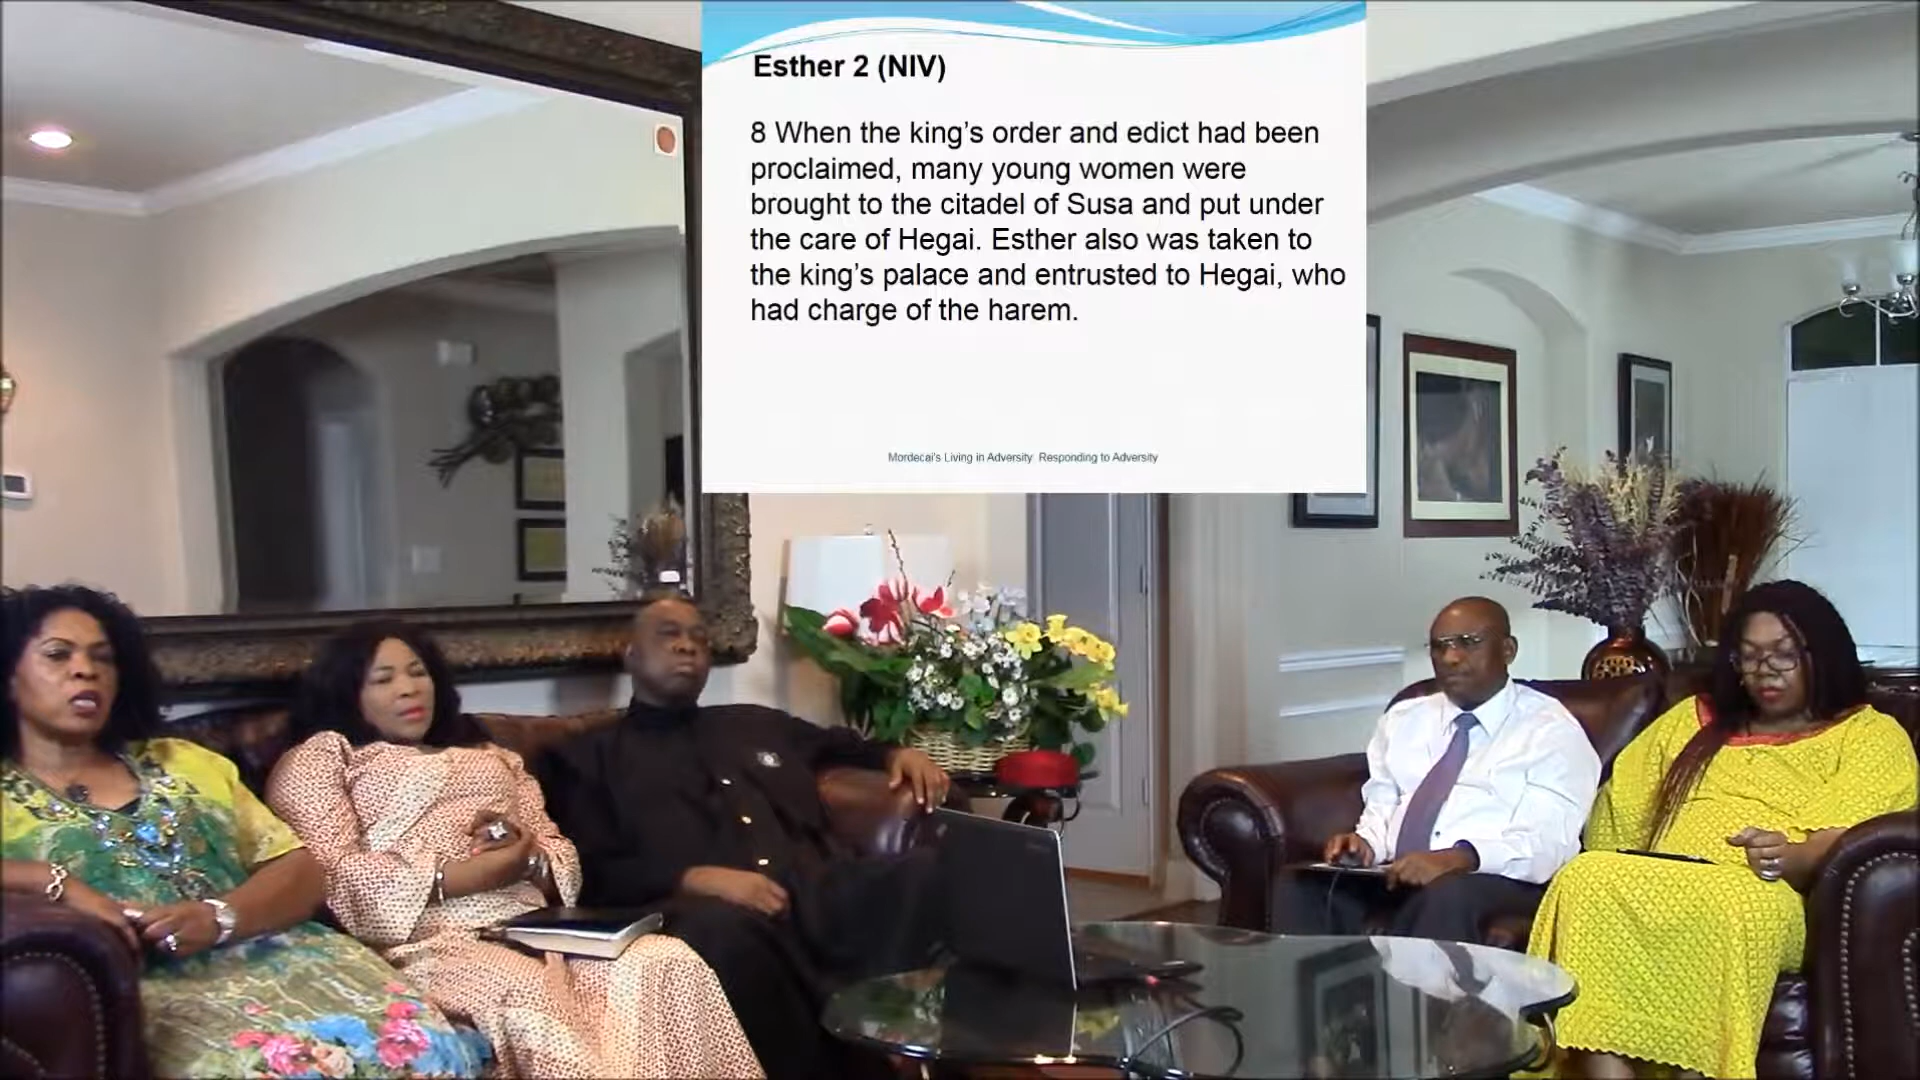 Esther 2 (NIV)
8 When the king's order and edict had been
proclaimed, many young women were
brought to the citadel of Susa and put under
the care of Hegai. Esther also was taken to
the king's palace and entrusted to Hegai, who
had charge of the harem.
Mordecai's Living in Adversity  Responding to Adversity